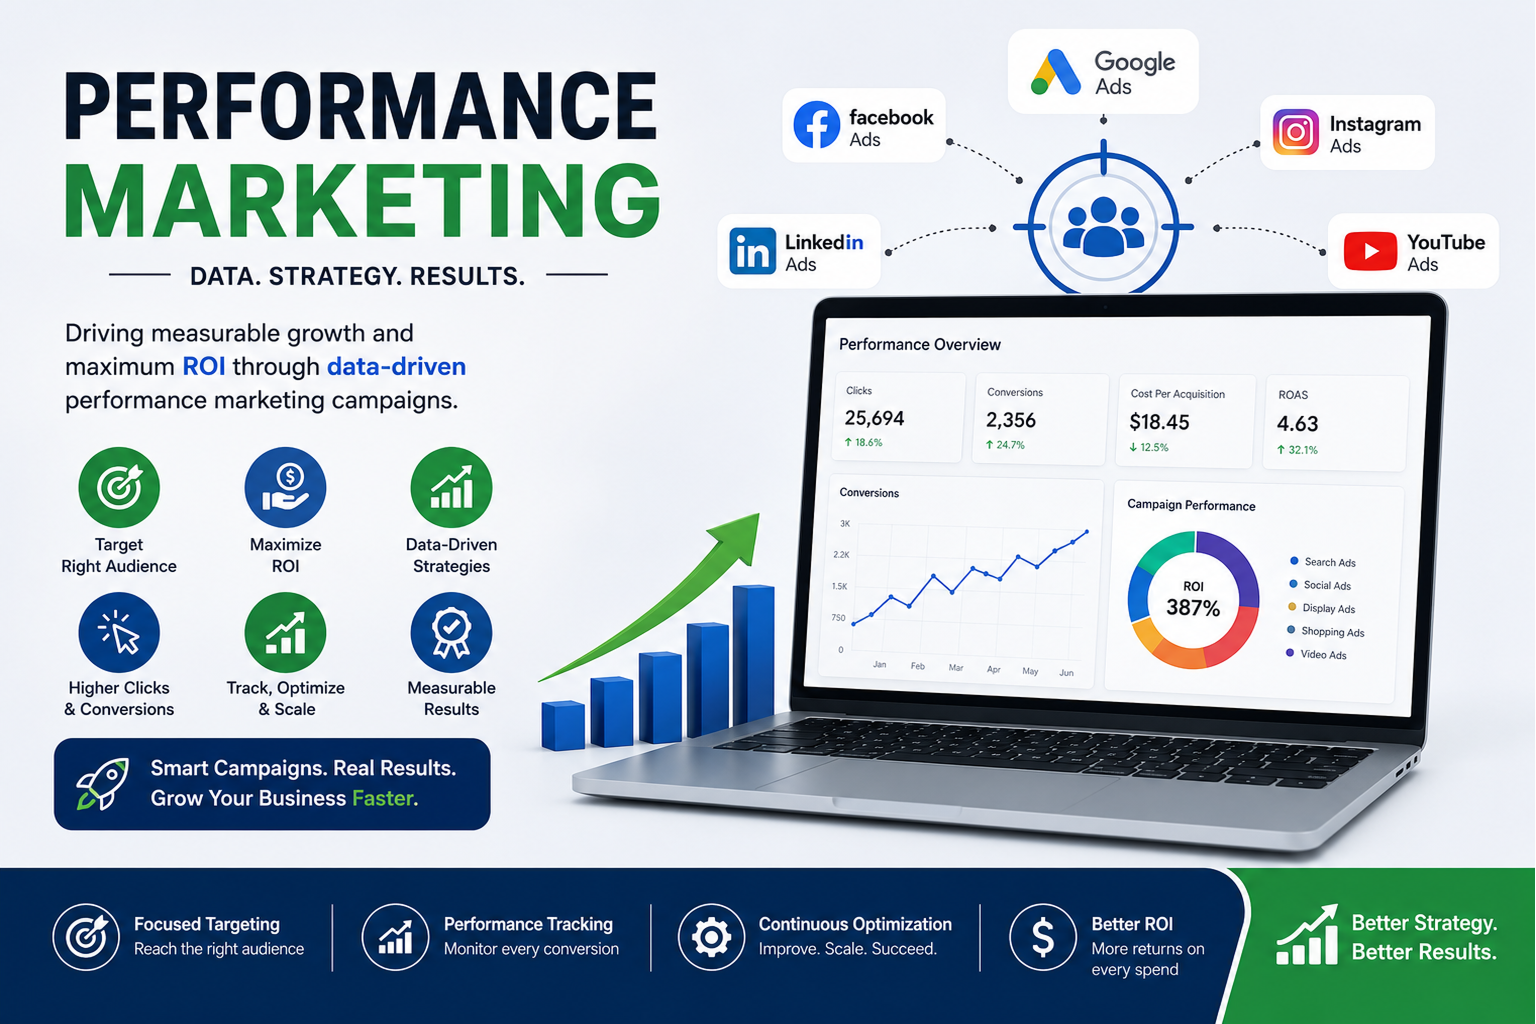 PERFORMANCE
MARKETING
DATA. STRATEGY. RESULTS.
Driving measurable growth and
maximum ROI through data-driven
performance marketing campaigns.
Target
Right Audience
Maximize
ROI
Data-Driven
Strategies
Higher Clicks
& Conversions
Track, Optimize
& Scale
Measurable
Results
Smart Campaigns. Real Results.
Grow Your Business Faster.
facebook
Ads
Google
Ads
Instagram
Ads
in
Linkedin
Ads
YouTube
Ads
Performance Overview
Clicks
25,694
↑ 18.6%
Conversions
2,356
↑ 24.7%
Cost Per Acquisition
$18.45
↓ 12.5%
ROAS
4.63
↑ 32.1%
Conversions
3K
2.2K
1.5K
750
0
Jan
Feb
Mar
Apr
May
Jun
Campaign Performance
ROI
387%
Search Ads
Social Ads
Display Ads
Shopping Ads
Video Ads
Focused Targeting
Reach the right audience
Performance Tracking
Monitor every conversion
Continuous Optimization
Improve. Scale. Succeed.
Better ROI
More returns on
every spend
Better Strategy.
Better Results.